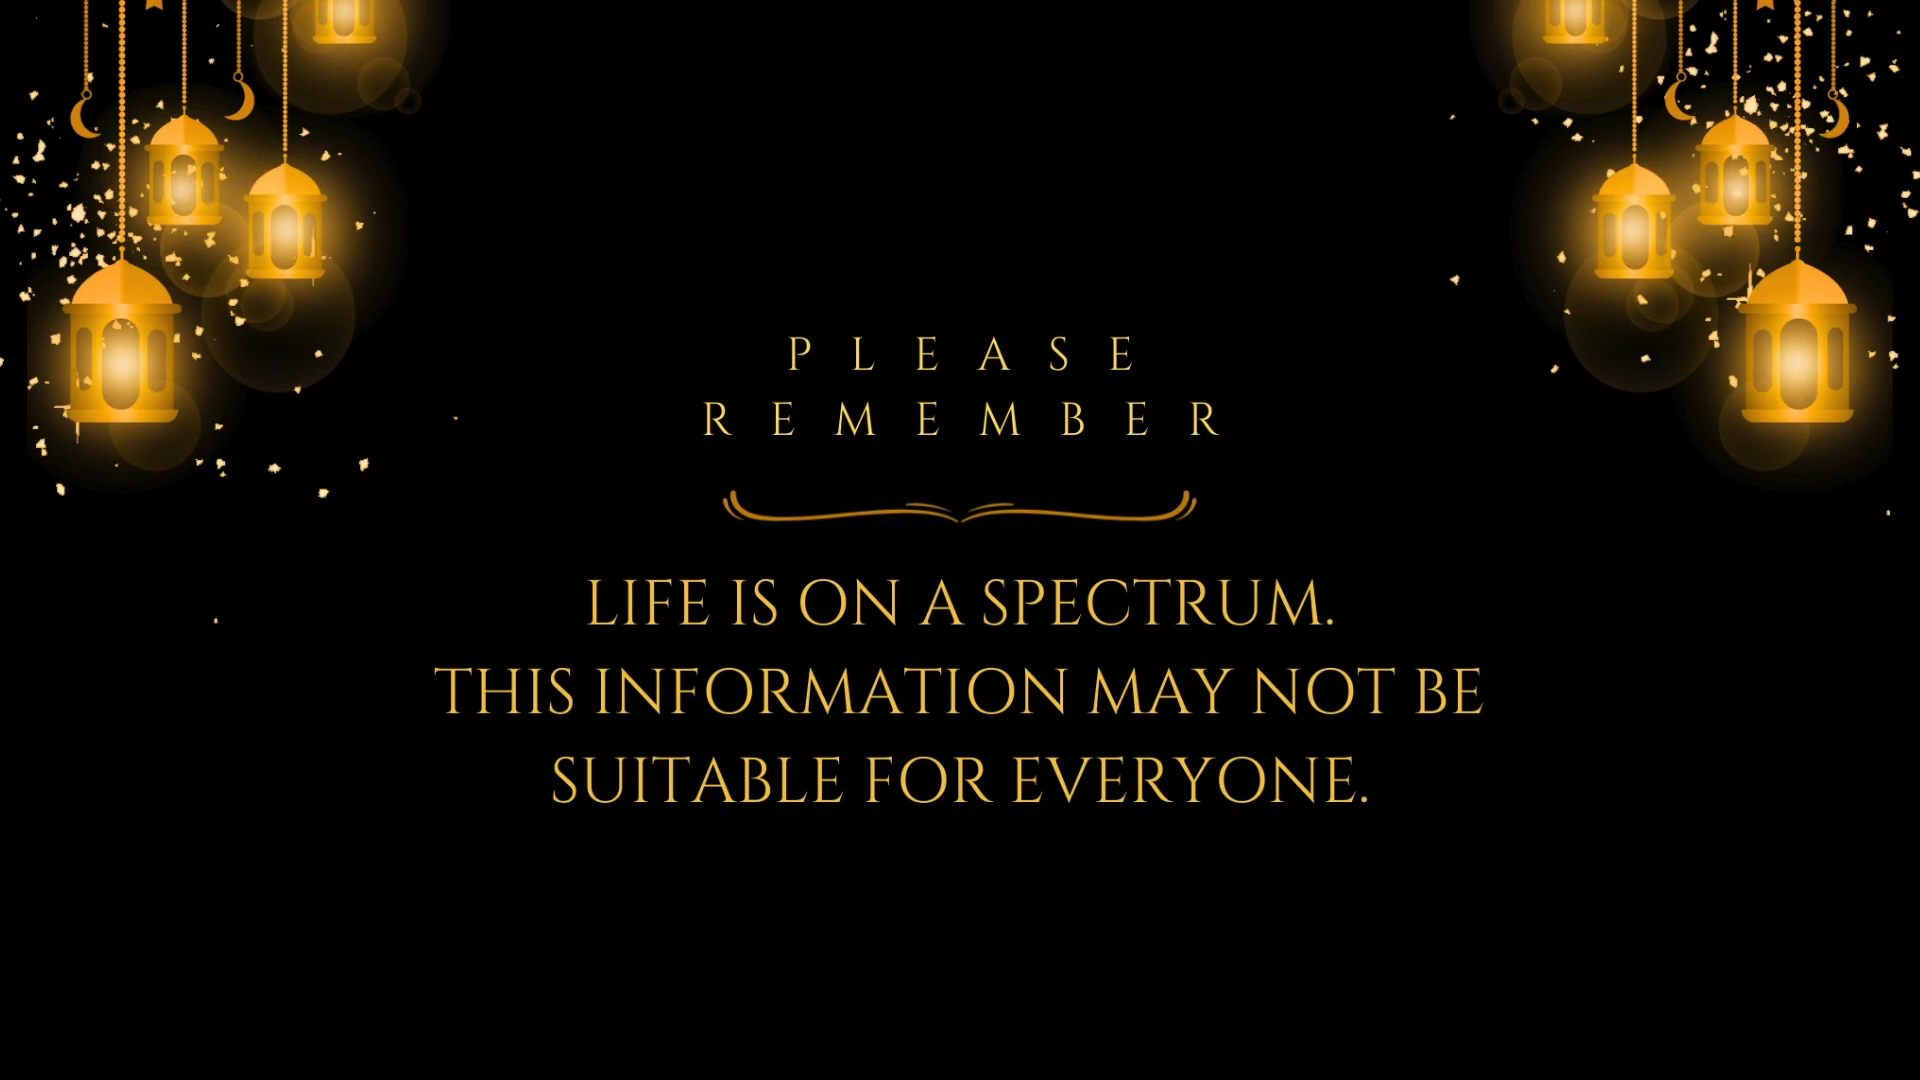 PLEASE
REMEMBER
LIFE IS ON A SPECTRUM.
THIS INFORMATION MAY NOT BE
SUITABLE FOR EVERYONE.